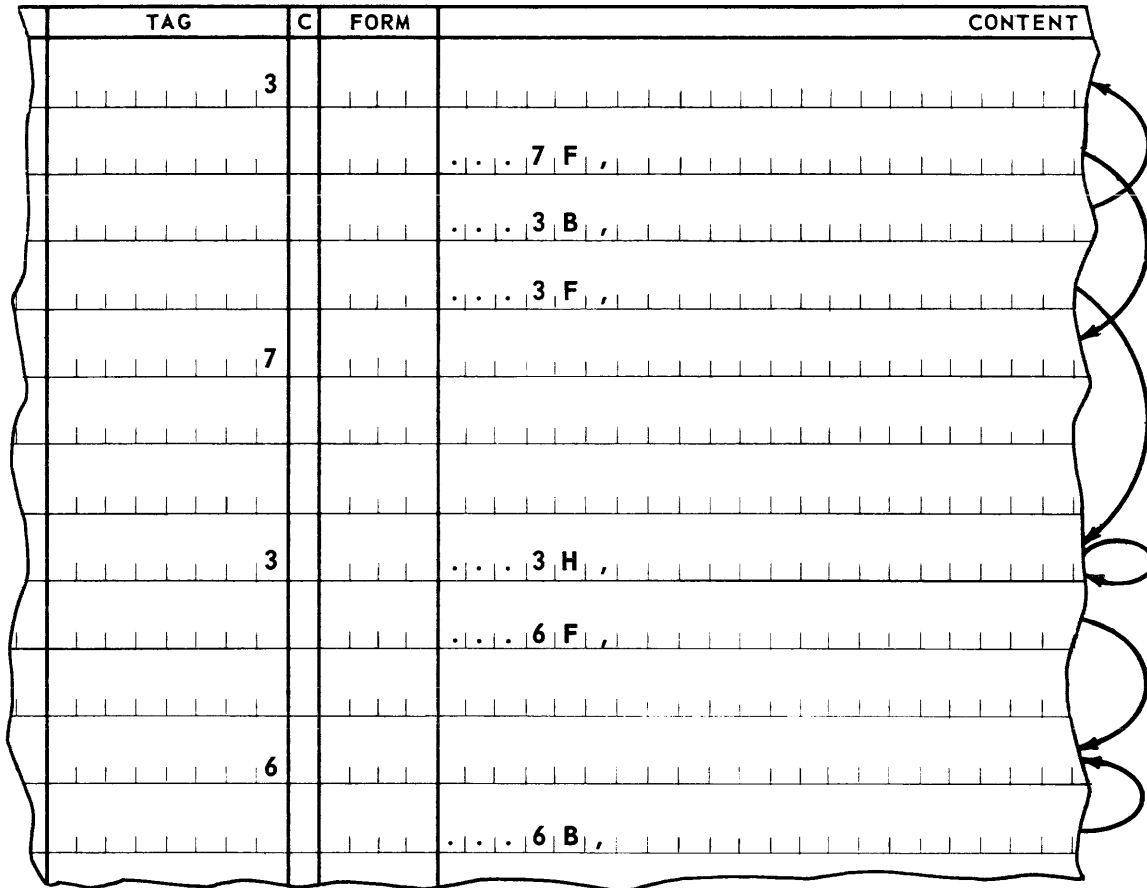 TAG C FORM CONTENT
3
. . . 7 F ,
. . . 3 B ,
. . . 3 F ,
7
3 . . . 3 H ,
. . . 6 F ,
6
. . . 6 B ,